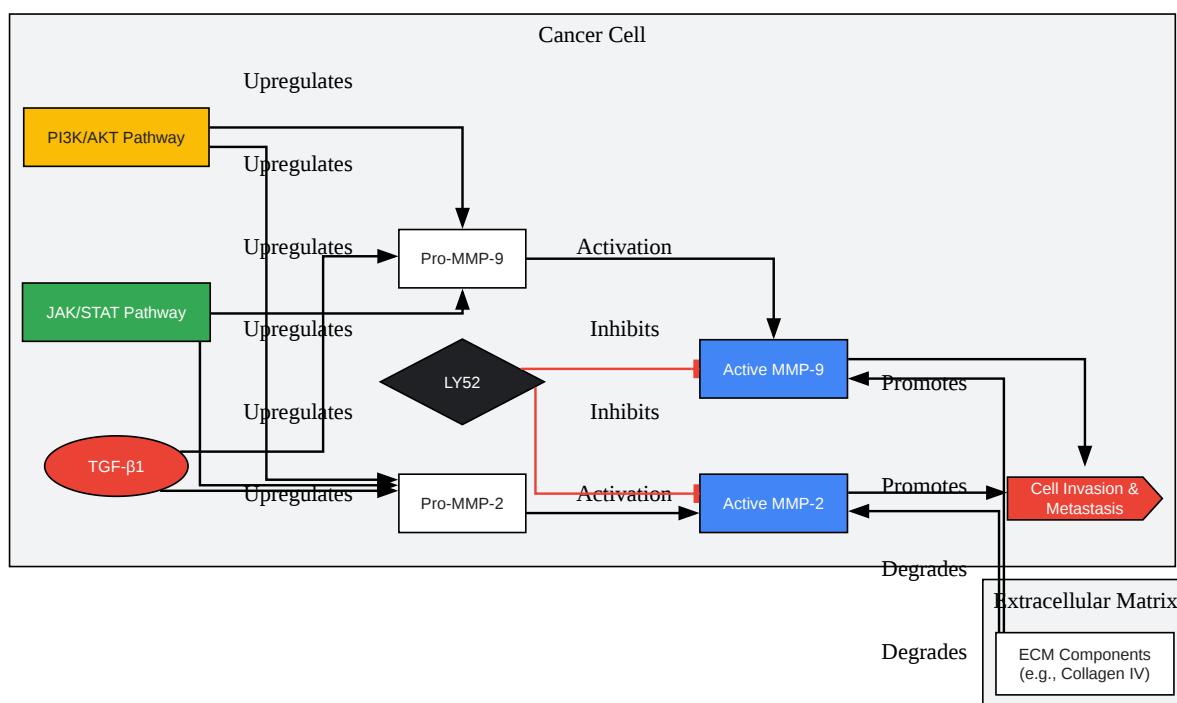 Cancer Cell
Upregulates
PI3K/AKT Pathway
Upregulates
Upregulates
Activation
Pro-MMP-9
JAK/STAT Pathway
Upregulates
Inhibits
Active MMP-9
LY52
Promotes
Upregulates
Inhibits
TGF-β1
Upregulates
Activation
Promotes
Pro-MMP-2
Active MMP-2
Cell Invasion &
Metastasis
Degrades
Extracellular Matrix
Degrades
ECM Components
(e.g., Collagen IV)